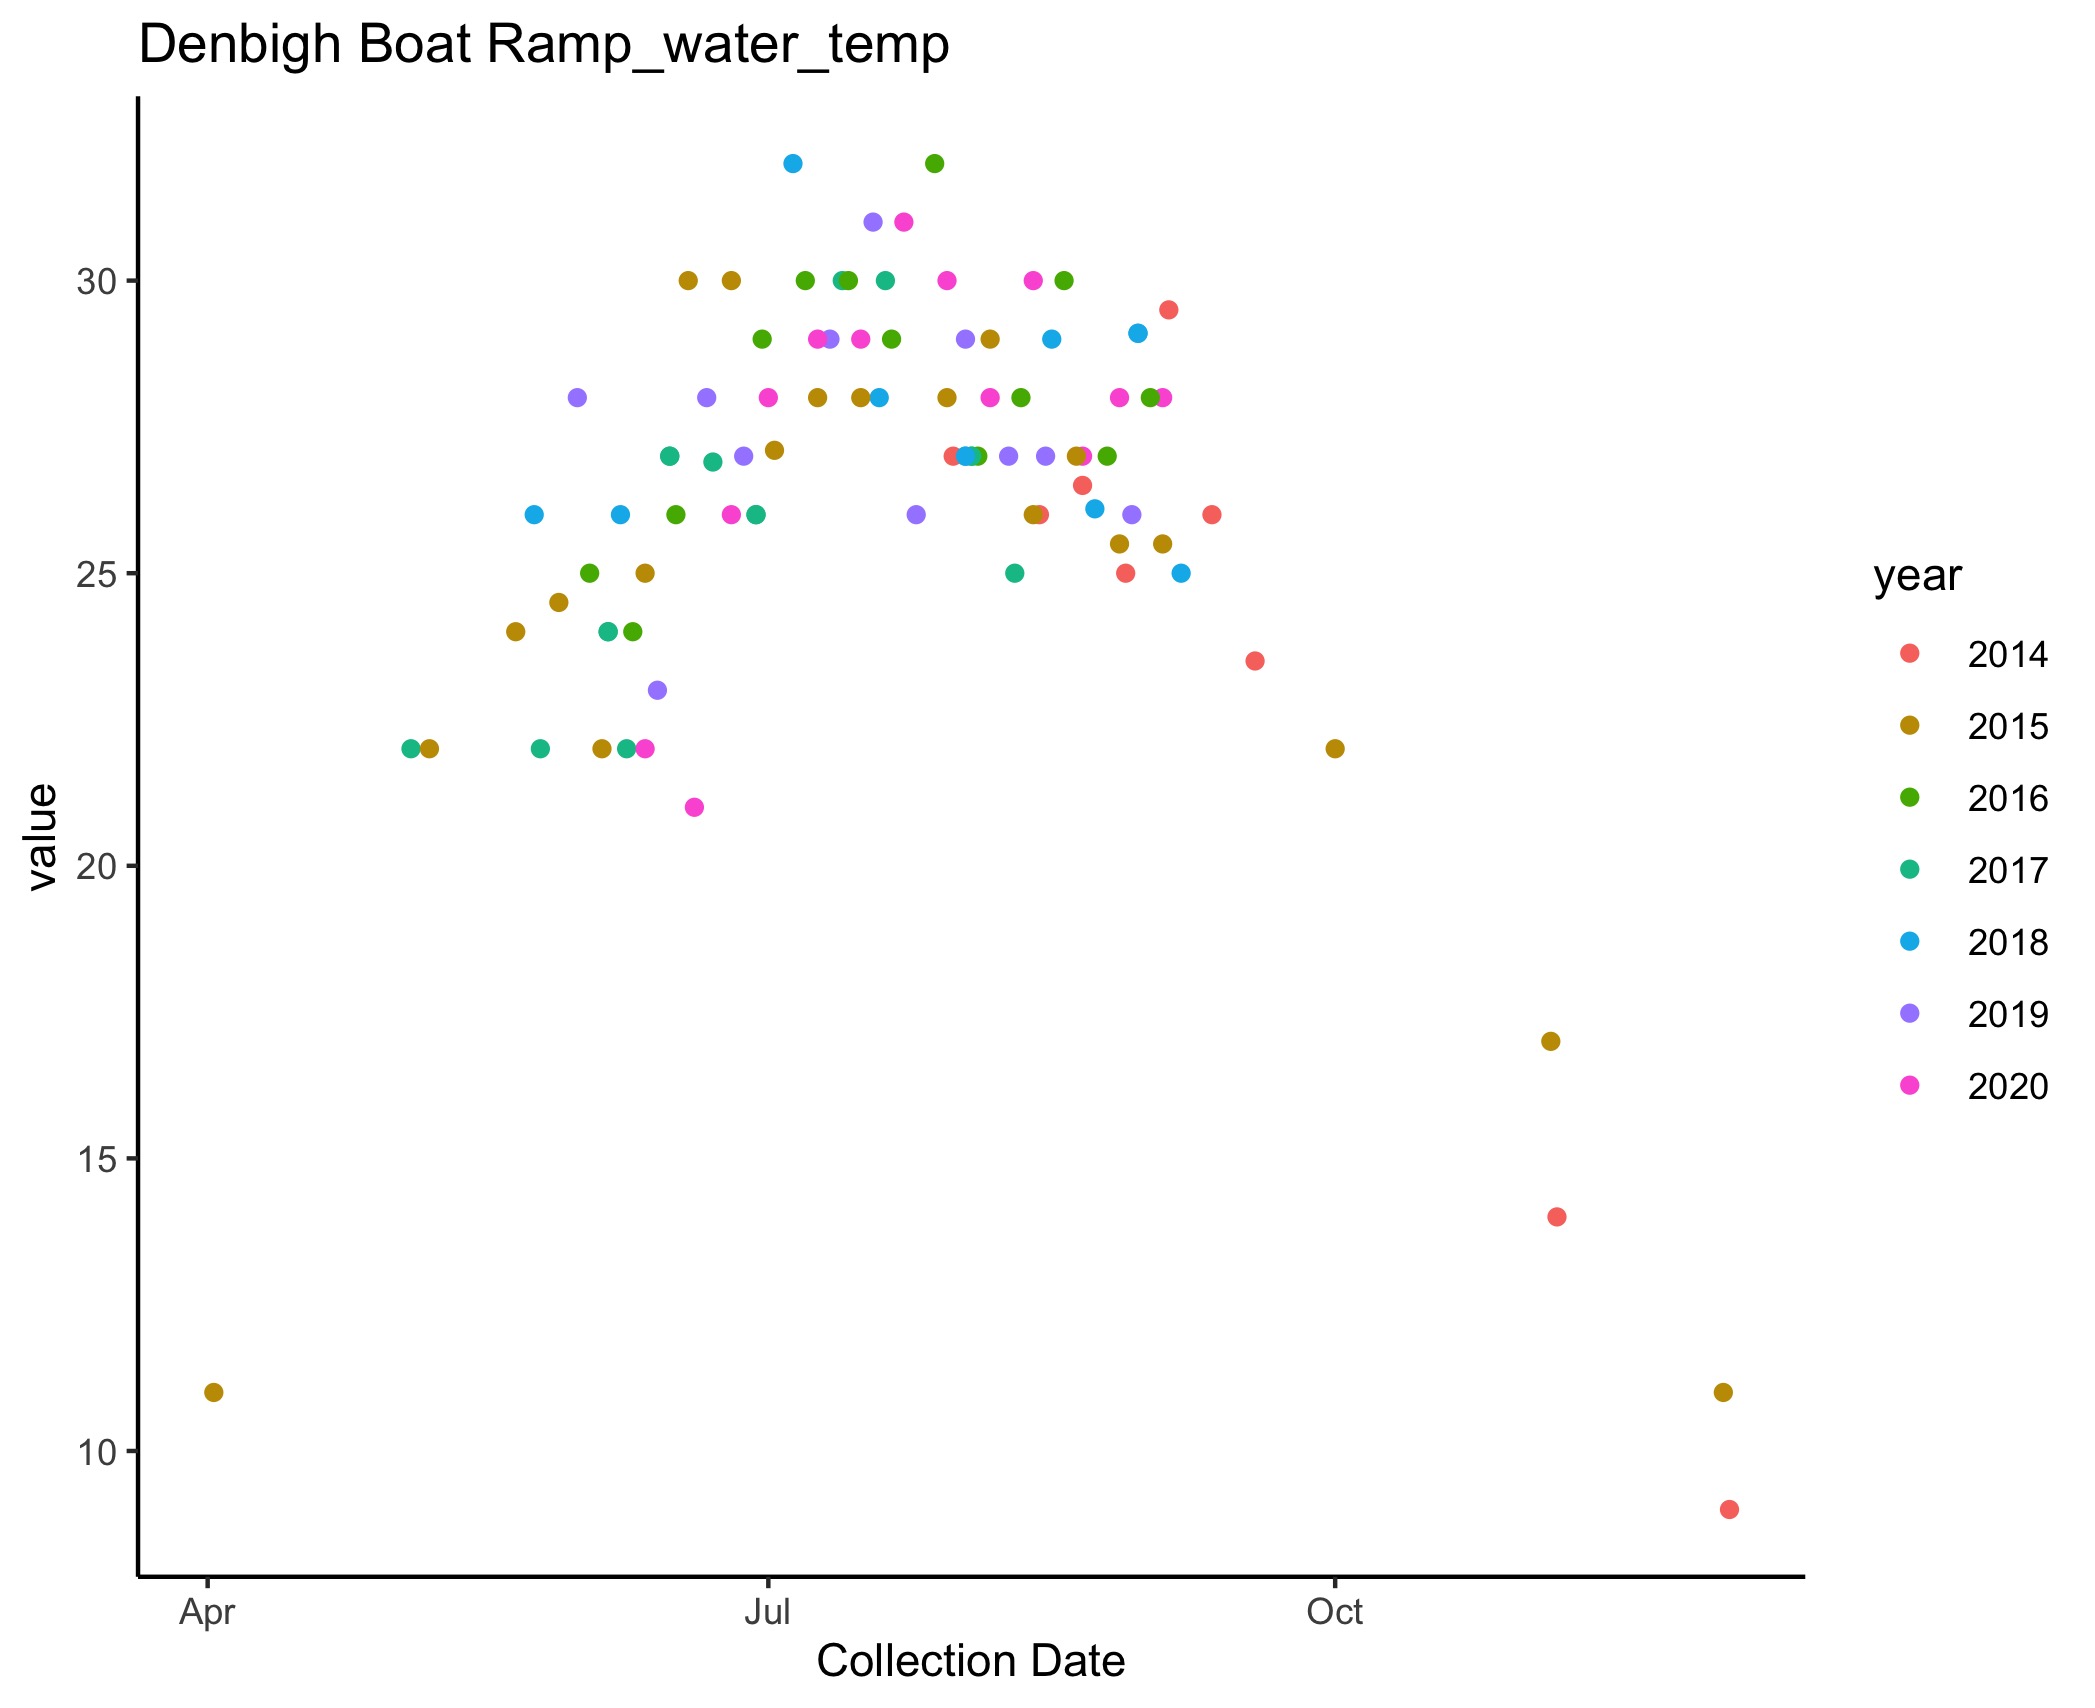 Denbigh Boat Ramp_water_temp
30
25
20
15
10
value
Apr
Jul
Oct
Collection Date
year
2014
2015
2016
2017
2018
2019
2020